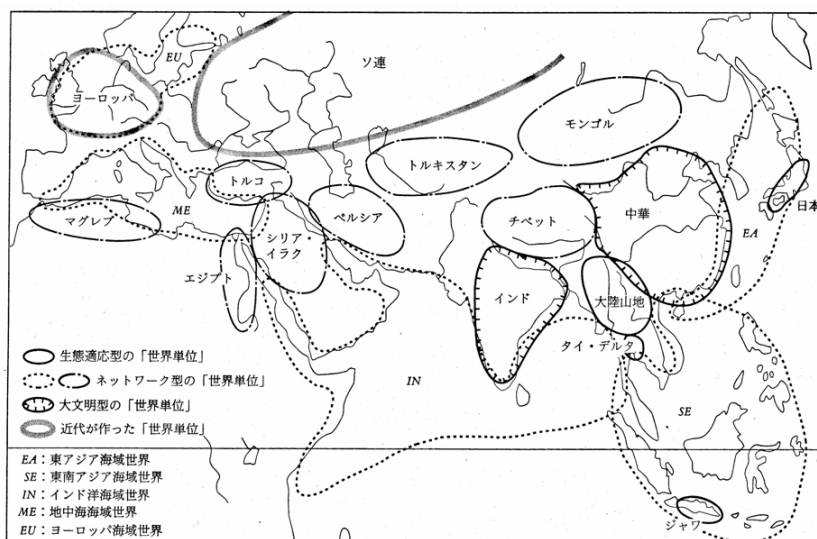 EU
ソ連
ヨーロッパ
モンゴル
トルキスタン
トルコ
マグレブ
ME
ペルシア
チベット
中華
日本
シリア・
イラク
EA
エジプト
インド
大陸山地
タイ・デルタ
生態適応型の「世界単位」
ネットワーク型の「世界単位」
IN
大文明型の「世界単位」
SE
近代が作った「世界単位」
EA：東アジア海域世界
SE：東南アジア海域世界
IN：インド洋海域世界
ME：地中海海域世界
EU：ヨーロッパ海域世界
ジャワ